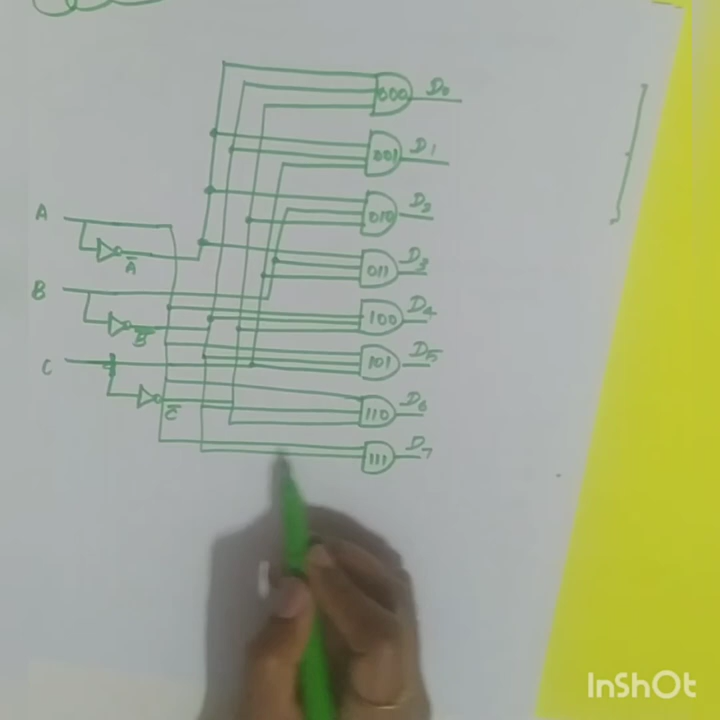 000 D0
001 D1
010 D2
A
Ā
011 D3
B
100 D4
B̄
101 D5
C
C̄
110 D6
111 D7
InShOt